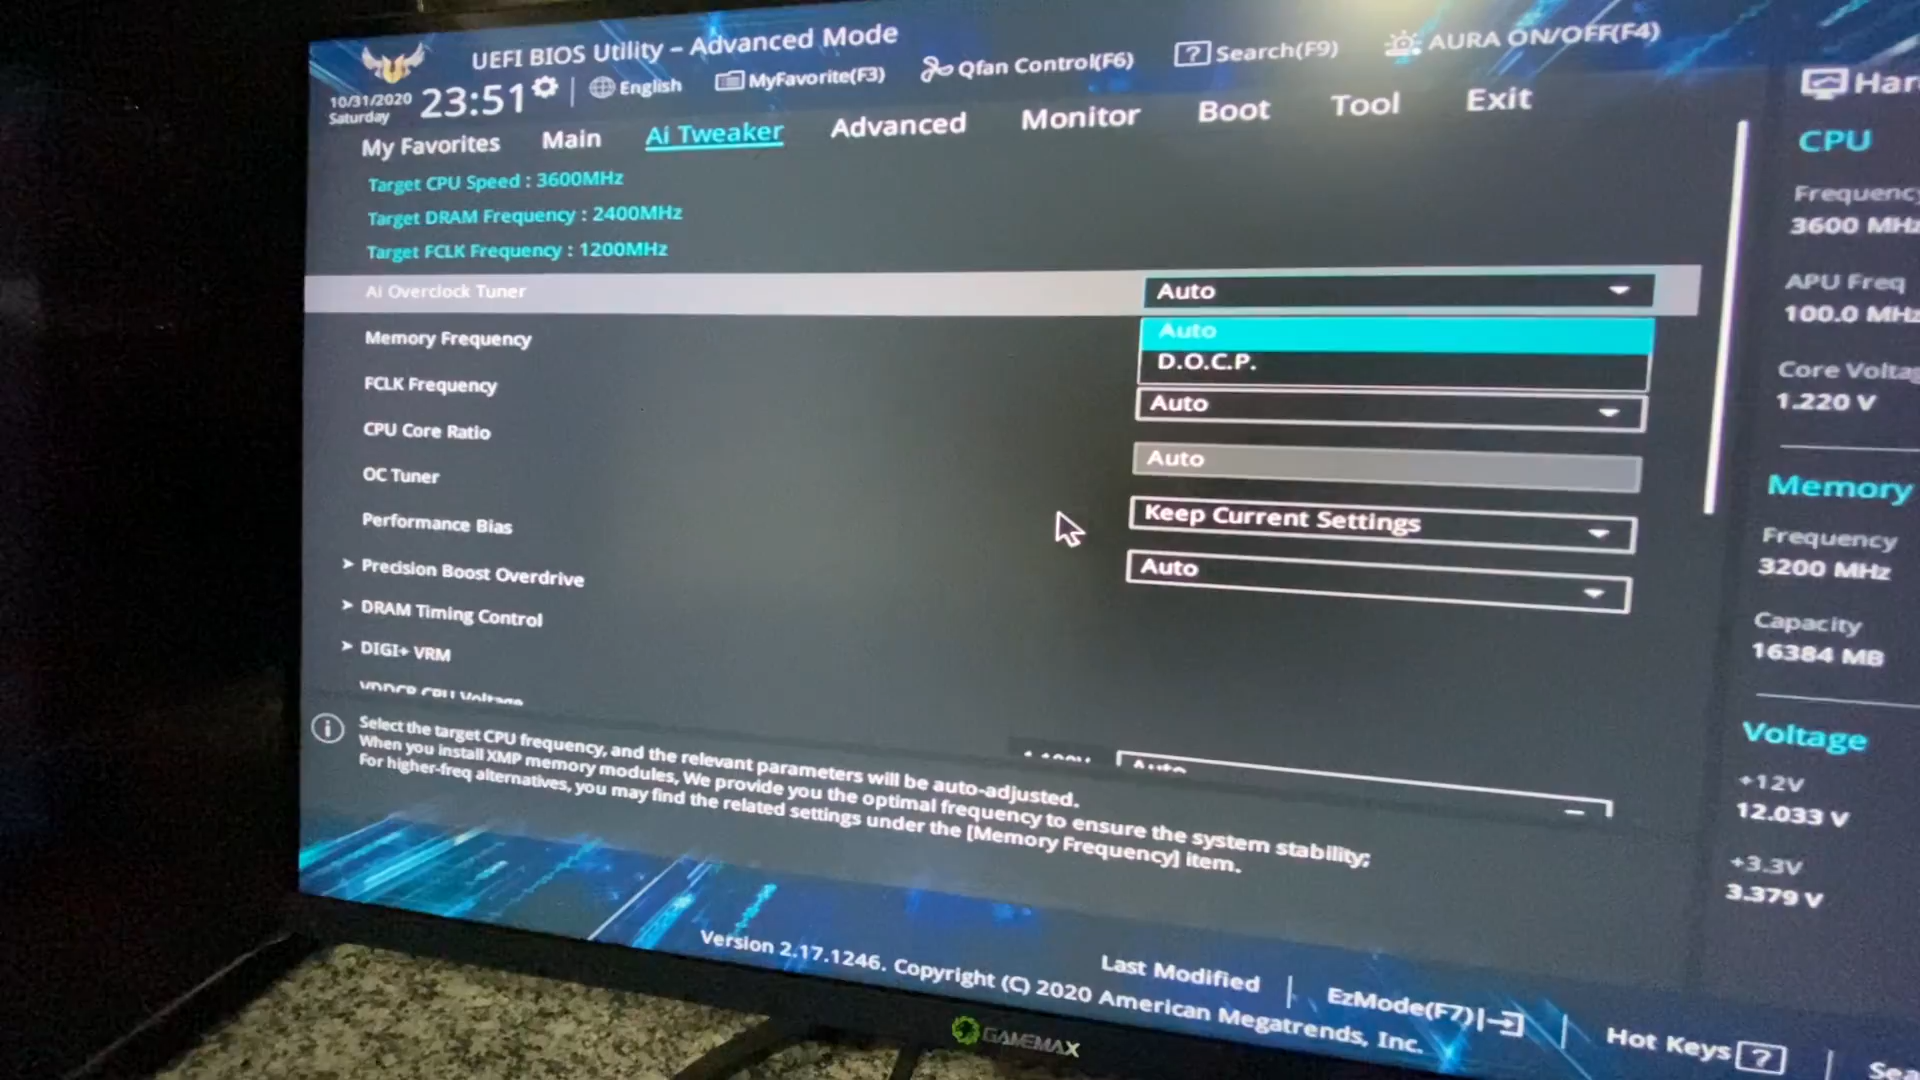 UEFI BIOS Utility – Advanced Mode
10/31/2020
Saturday
23:51
English
MyFavorite(F3)
Qfan Control(F6)
Search(F9)
AURA ON/OFF(F4)
My Favorites
Main
Ai Tweaker
Advanced
Monitor
Boot
Tool
Exit
Target CPU Speed : 3600MHz
Target DRAM Frequency : 2400MHz
Target FCLK Frequency : 1200MHz
Ai Overclock Tuner
Auto
Auto
D.O.C.P.
Memory Frequency
FCLK Frequency
Auto
CPU Core Ratio
Auto
OC Tuner
Keep Current Settings
Performance Bias
Auto
> Precision Boost Overdrive
> DRAM Timing Control
> DIGI+ VRM
VDDCR CPU Voltage
Auto
Select the target CPU frequency, and the relevant parameters will be auto-adjusted.
When you install XMP memory modules, We provide you the optimal frequency to ensure the system stability;
For higher-freq alternatives, you may find the related settings under the [Memory Frequency] item.
CPU
Frequency
3600 MHz
APU Freq
100.0 MHz
Core Voltag
1.220 V
Memory
Frequency
3200 MHz
Capacity
16384 MB
Voltage
+12V
12.033 V
+3.3V
3.379 V
Last Modified
EzMode(F7)
Hot Keys ?
Version 2.17.1246. Copyright (C) 2020 American Megatrends, Inc.
GAMEMAX